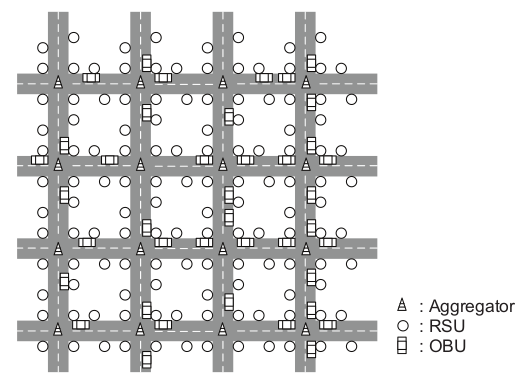 : Aggregator
: RSU
: OBU